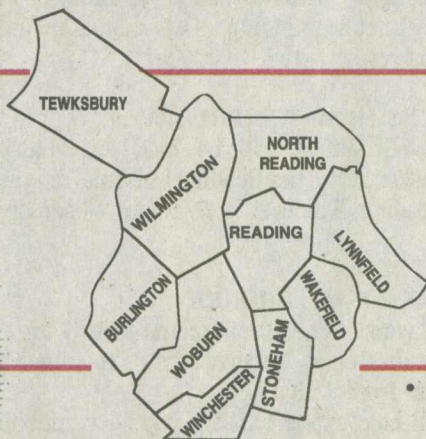 TEWKSBURY
NORTH
READING
WILMINGTON
READING
LYNNFIELD
BURLINGTON
WAKEFIELD
WOBURN
STONEHAM
WINCHESTER